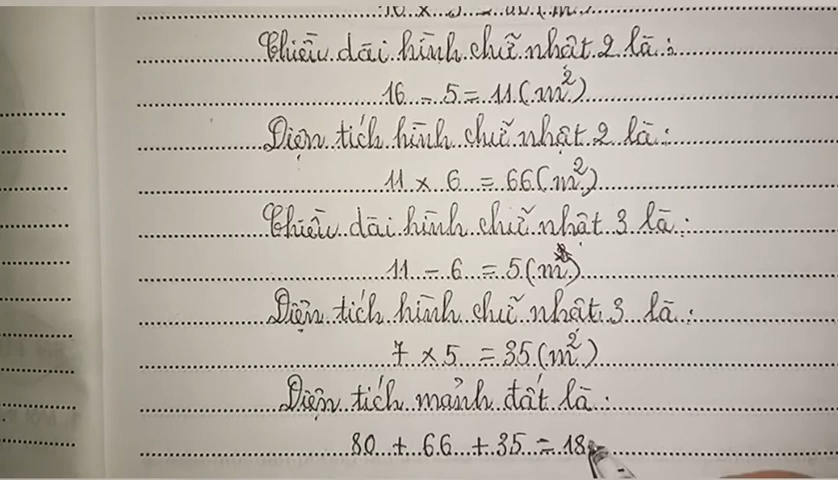 Chiều dài hình chữ nhật 2 là:
16 - 5 = 11 (m²)
Diện tích hình chữ nhật 2 là:
11 × 6 = 66 (m²)
Chiều dài hình chữ nhật 3 là:
11 - 6 = 5 (m)
Diện tích hình chữ nhật 3 là:
7 × 5 = 35 (m²)
Diện tích mảnh đất là:
80 + 66 + 35 = 18